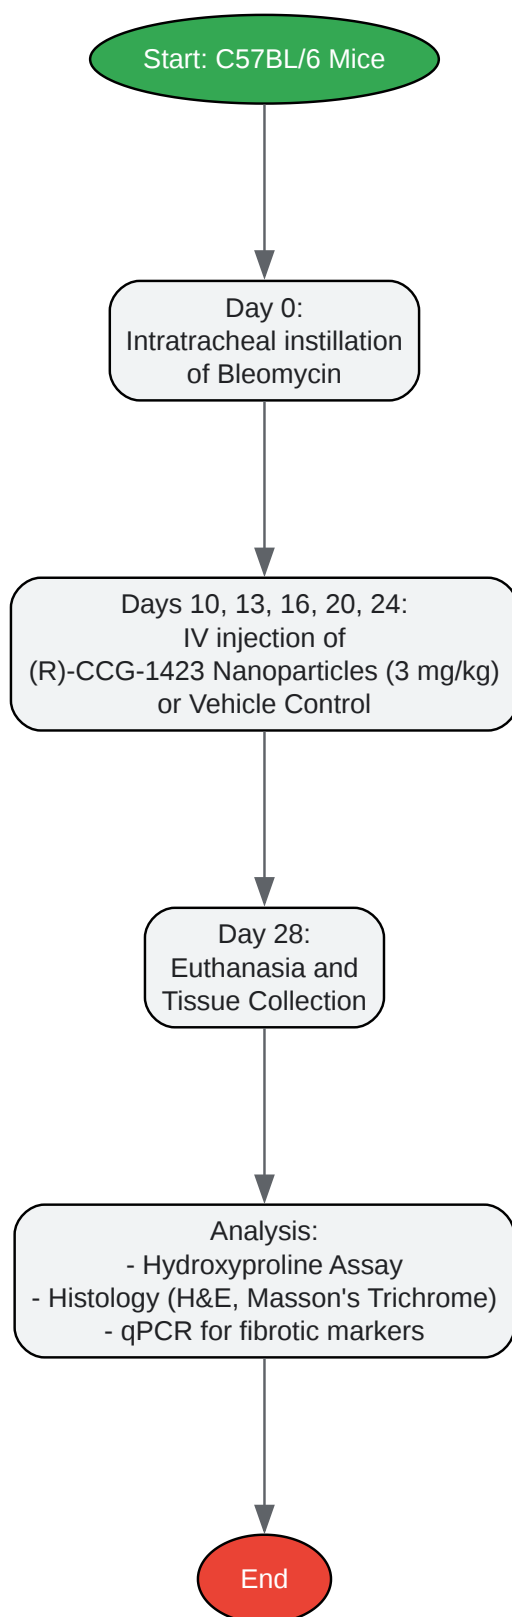 Start: C57BL/6 Mice
Day 0:
Intratracheal instillation
of Bleomycin
Days 10, 13, 16, 20, 24:
IV injection of
(R)-CCG-1423 Nanoparticles (3 mg/kg)
or Vehicle Control
Day 28:
Euthanasia and
Tissue Collection
Analysis:
- Hydroxyproline Assay
- Histology (H&E, Masson's Trichrome)
- qPCR for fibrotic markers
End